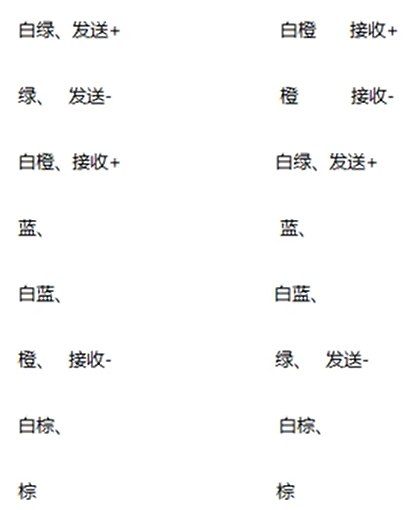 白绿、发送+ 白橙 接收+
绿、 发送- 橙 接收-
白橙、接收+ 白绿、发送+
蓝、 蓝、
白蓝、 白蓝、
橙、 接收- 绿、 发送-
白棕、 白棕、
棕 棕